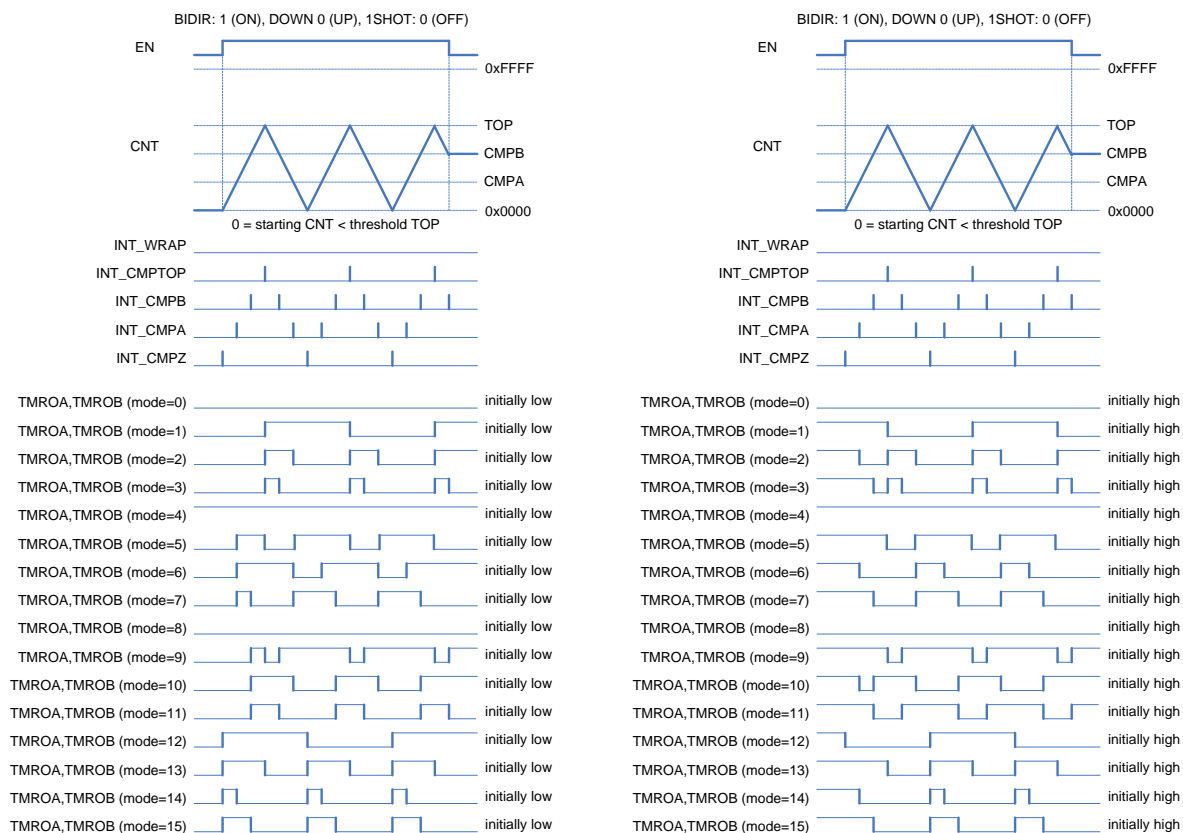 BIDIR: 1 (ON), DOWN 0 (UP), 1SHOT: 0 (OFF)
EN
0xFFFF
TOP
CNT
CMPB
CMPA
0x0000
0 = starting CNT < threshold TOP
INT_WRAP
INT_CMPTOP
INT_CMPB
INT_CMPA
INT_CMPZ
TMROA,TMROB (mode=0) initially low
TMROA,TMROB (mode=1) initially low
TMROA,TMROB (mode=2) initially low
TMROA,TMROB (mode=3) initially low
TMROA,TMROB (mode=4) initially low
TMROA,TMROB (mode=5) initially low
TMROA,TMROB (mode=6) initially low
TMROA,TMROB (mode=7) initially low
TMROA,TMROB (mode=8) initially low
TMROA,TMROB (mode=9) initially low
TMROA,TMROB (mode=10) initially low
TMROA,TMROB (mode=11) initially low
TMROA,TMROB (mode=12) initially low
TMROA,TMROB (mode=13) initially low
TMROA,TMROB (mode=14) initially low
TMROA,TMROB (mode=15) initially low
BIDIR: 1 (ON), DOWN 0 (UP), 1SHOT: 0 (OFF)
EN
0xFFFF
TOP
CNT
CMPB
CMPA
0x0000
0 = starting CNT < threshold TOP
INT_WRAP
INT_CMPTOP
INT_CMPB
INT_CMPA
INT_CMPZ
TMROA,TMROB (mode=0) initially high
TMROA,TMROB (mode=1) initially high
TMROA,TMROB (mode=2) initially high
TMROA,TMROB (mode=3) initially high
TMROA,TMROB (mode=4) initially high
TMROA,TMROB (mode=5) initially high
TMROA,TMROB (mode=6) initially high
TMROA,TMROB (mode=7) initially high
TMROA,TMROB (mode=8) initially high
TMROA,TMROB (mode=9) initially high
TMROA,TMROB (mode=10) initially high
TMROA,TMROB (mode=11) initially high
TMROA,TMROB (mode=12) initially high
TMROA,TMROB (mode=13) initially high
TMROA,TMROB (mode=14) initially high
TMROA,TMROB (mode=15) initially high